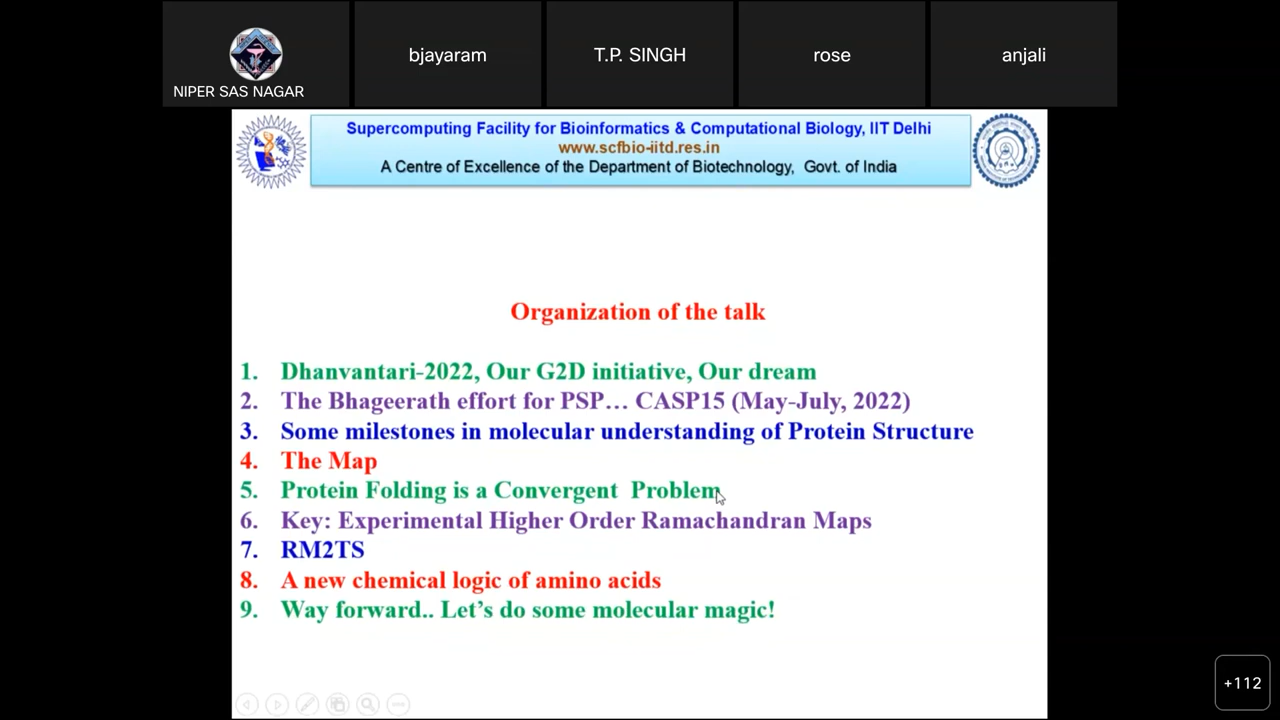 NIPER SAS NAGAR
bjayaram
T.P. SINGH
rose
anjali
Supercomputing Facility for Bioinformatics & Computational Biology, IIT Delhi
www.scfbio-iitd.res.in
A Centre of Excellence of the Department of Biotechnology, Govt. of India
Organization of the talk
1. Dhanvantari-2022, Our G2D initiative, Our dream
2. The Bhageerath effort for PSP… CASP15 (May-July, 2022)
3. Some milestones in molecular understanding of Protein Structure
4. The Map
5. Protein Folding is a Convergent Problem
6. Key: Experimental Higher Order Ramachandran Maps
7. RM2TS
8. A new chemical logic of amino acids
9. Way forward.. Let's do some molecular magic!
+112